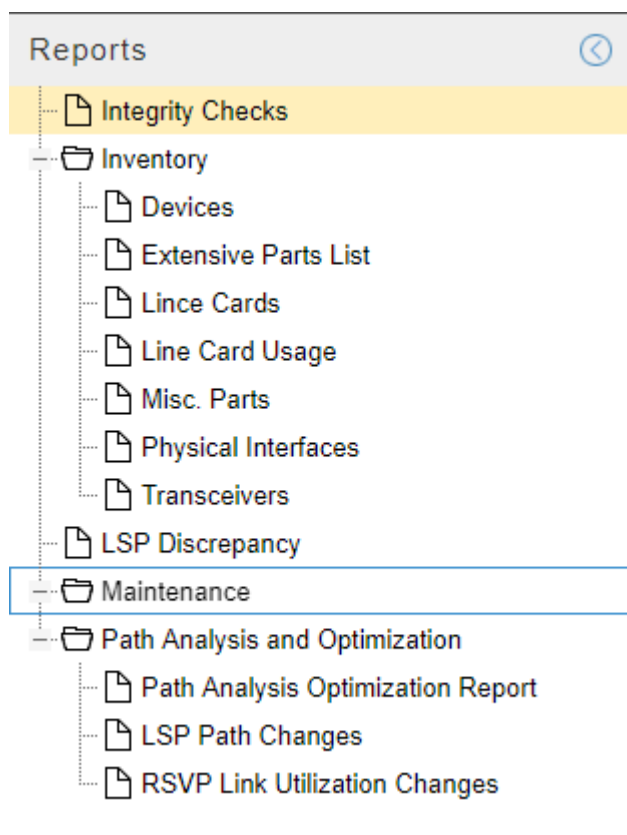 Reports
Integrity Checks
Inventory
Devices
Extensive Parts List
Lince Cards
Line Card Usage
Misc. Parts
Physical Interfaces
Transceivers
LSP Discrepancy
Maintenance
Path Analysis and Optimization
Path Analysis Optimization Report
LSP Path Changes
RSVP Link Utilization Changes